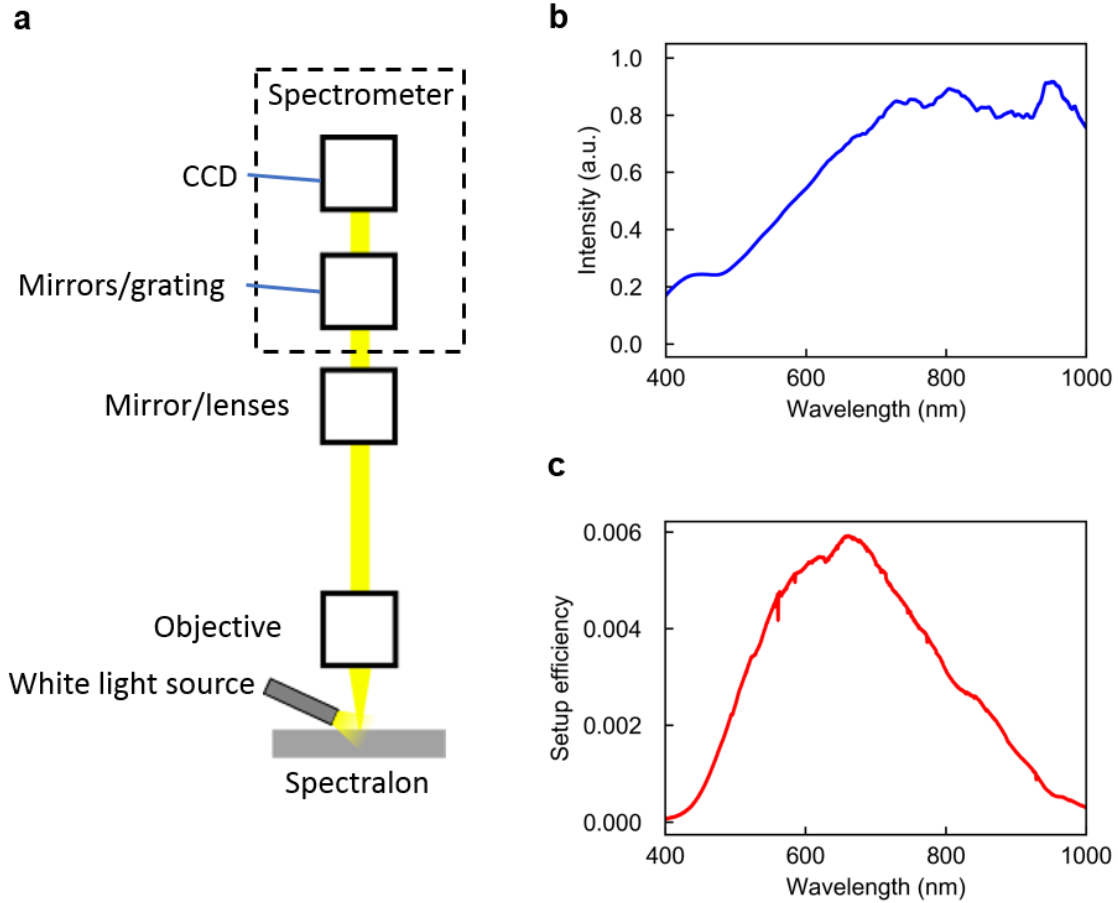 a
Spectrometer
CCD
Mirrors/grating
Mirror/lenses
Objective
White light source
Spectralon
b
1.0
0.8
0.6
0.4
0.2
0.0
Intensity (a.u.)
400 600 800 1000
Wavelength (nm)
c
0.006
0.004
0.002
0.000
Setup efficiency
400 600 800 1000
Wavelength (nm)